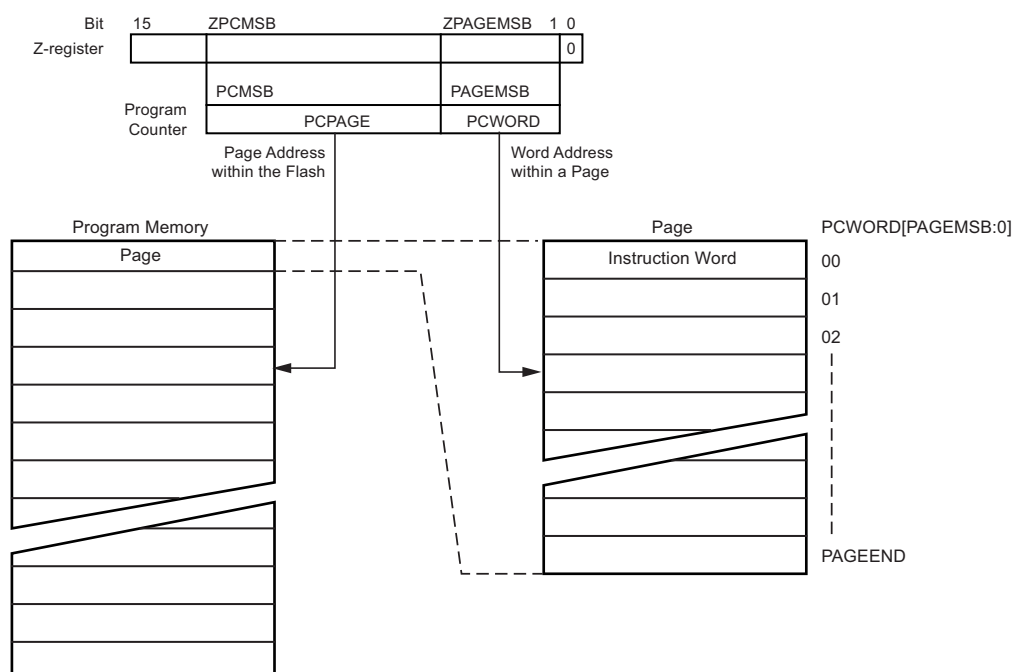 Bit 15 ZPCMSB ZPAGEMSB 1 0
Z-register 0
PCMSB PAGEMSB
Program
Counter
PCPAGE PCWORD
Page Address
within the Flash
Word Address
within a Page
Program Memory
Page
Page
Instruction Word
PCWORD[PAGEMSB:0]
00
01
02
PAGEEND